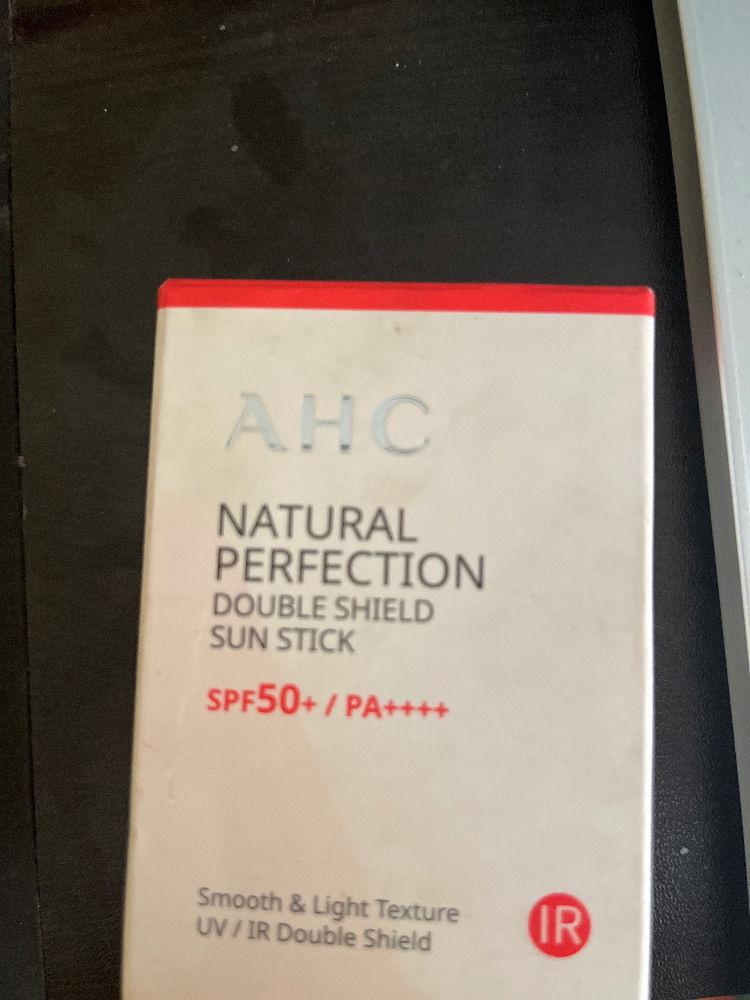 AHC
NATURAL
PERFECTION
DOUBLE SHIELD
SUN STICK
SPF50+ / PA++++
Smooth & Light Texture
UV / IR Double Shield
IR